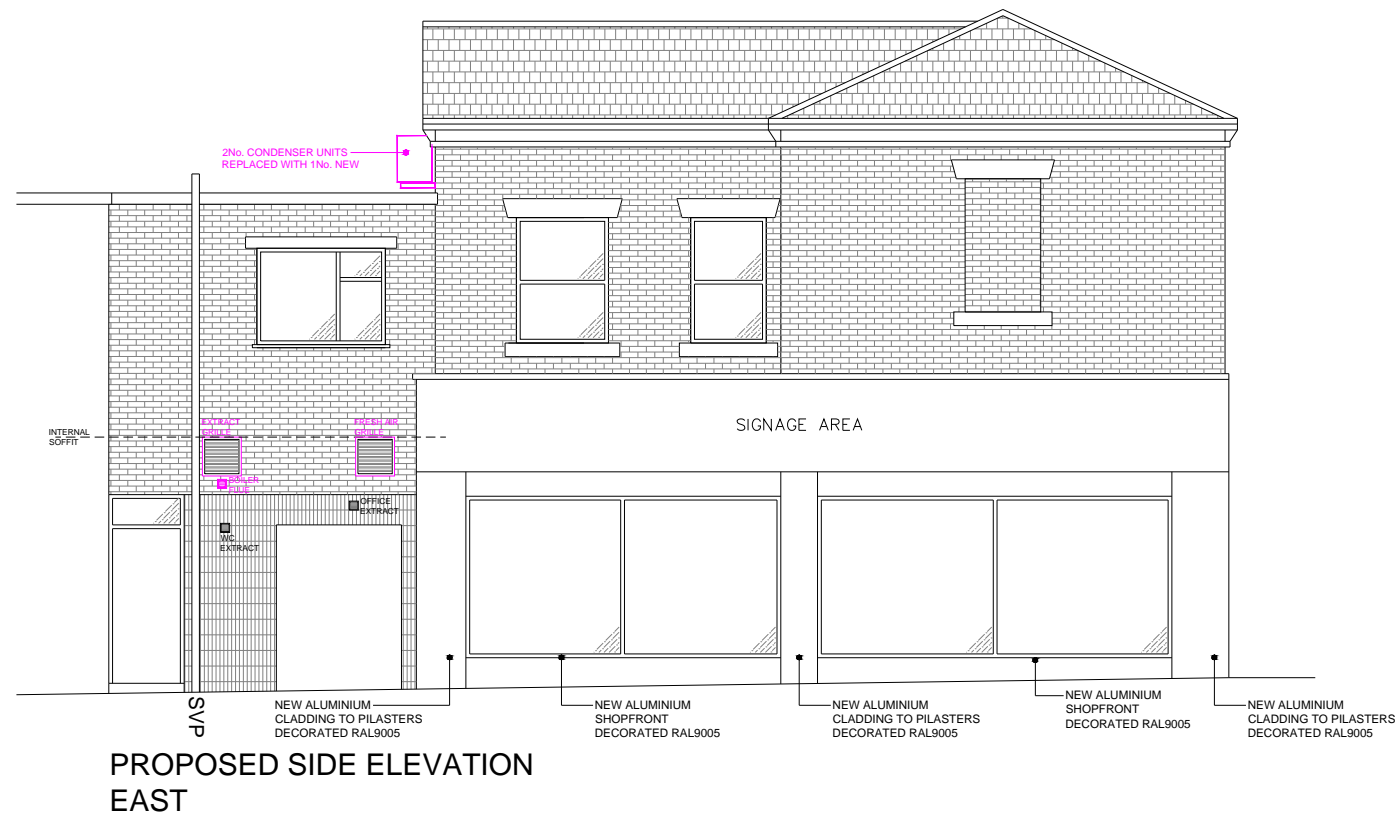 2No. CONDENSER UNITS
REPLACED WITH 1No. NEW
SIGNAGE AREA
INTERNAL
SOFFIT
EXTRACT
GRILLE
FRESH AIR
GRILLE
BOILER
FLUE
OFFICE
EXTRACT
WC
EXTRACT
SVP
NEW ALUMINIUM
CLADDING TO PILASTERS
DECORATED RAL9005
NEW ALUMINIUM
SHOPFRONT
DECORATED RAL9005
NEW ALUMINIUM
CLADDING TO PILASTERS
DECORATED RAL9005
NEW ALUMINIUM
SHOPFRONT
DECORATED RAL9005
NEW ALUMINIUM
CLADDING TO PILASTERS
DECORATED RAL9005
PROPOSED SIDE ELEVATION
EAST